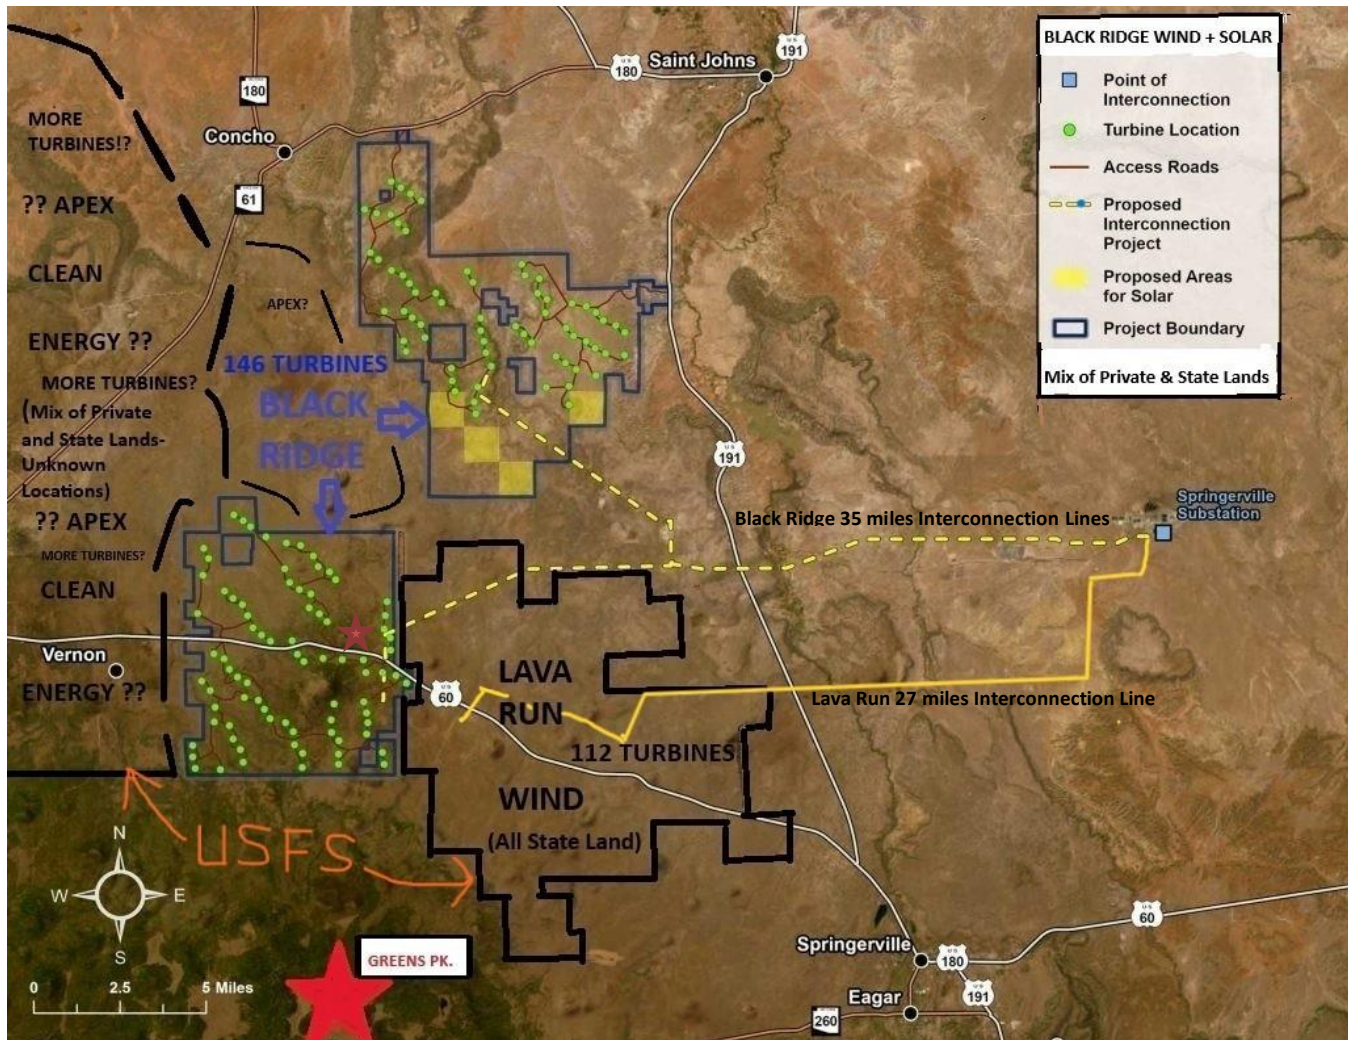 BLACK RIDGE WIND + SOLAR
Point of
Interconnection
Turbine Location
Access Roads
Proposed
Interconnection
Project
Proposed Areas
for Solar
Project Boundary
Mix of Private & State Lands
U S
191
Saint Johns
U S
180
180
Concho
61
MORE
TURBINES!?
?? APEX
CLEAN
ENERGY ??
MORE TURBINES?
(Mix of Private
and State Lands-
Unknown
Locations)
?? APEX
MORE TURBINES?
CLEAN
Vernon
ENERGY ??
APEX?
146 TURBINES
BLACK
RIDGE
U S
191
Springerville
Substation
Black Ridge 35 miles Interconnection Lines
LAVA
RUN
U S
60
Lava Run 27 miles Interconnection Line
112 TURBINES
WIND
(All State Land)
USFS
N
W
E
S
0 2.5 5 Miles
GREENS PK.
U S
60
Springerville
U S
180
Eagar
U S
191
260